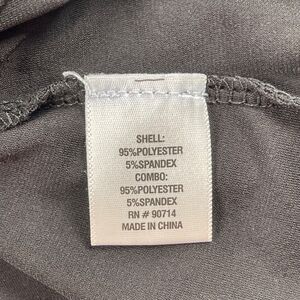 SHELL:
95%POLYESTER
5%SPANDEX
COMBO:
95%POLYESTER
5%SPANDEX
RN # 90714
MADE IN CHINA